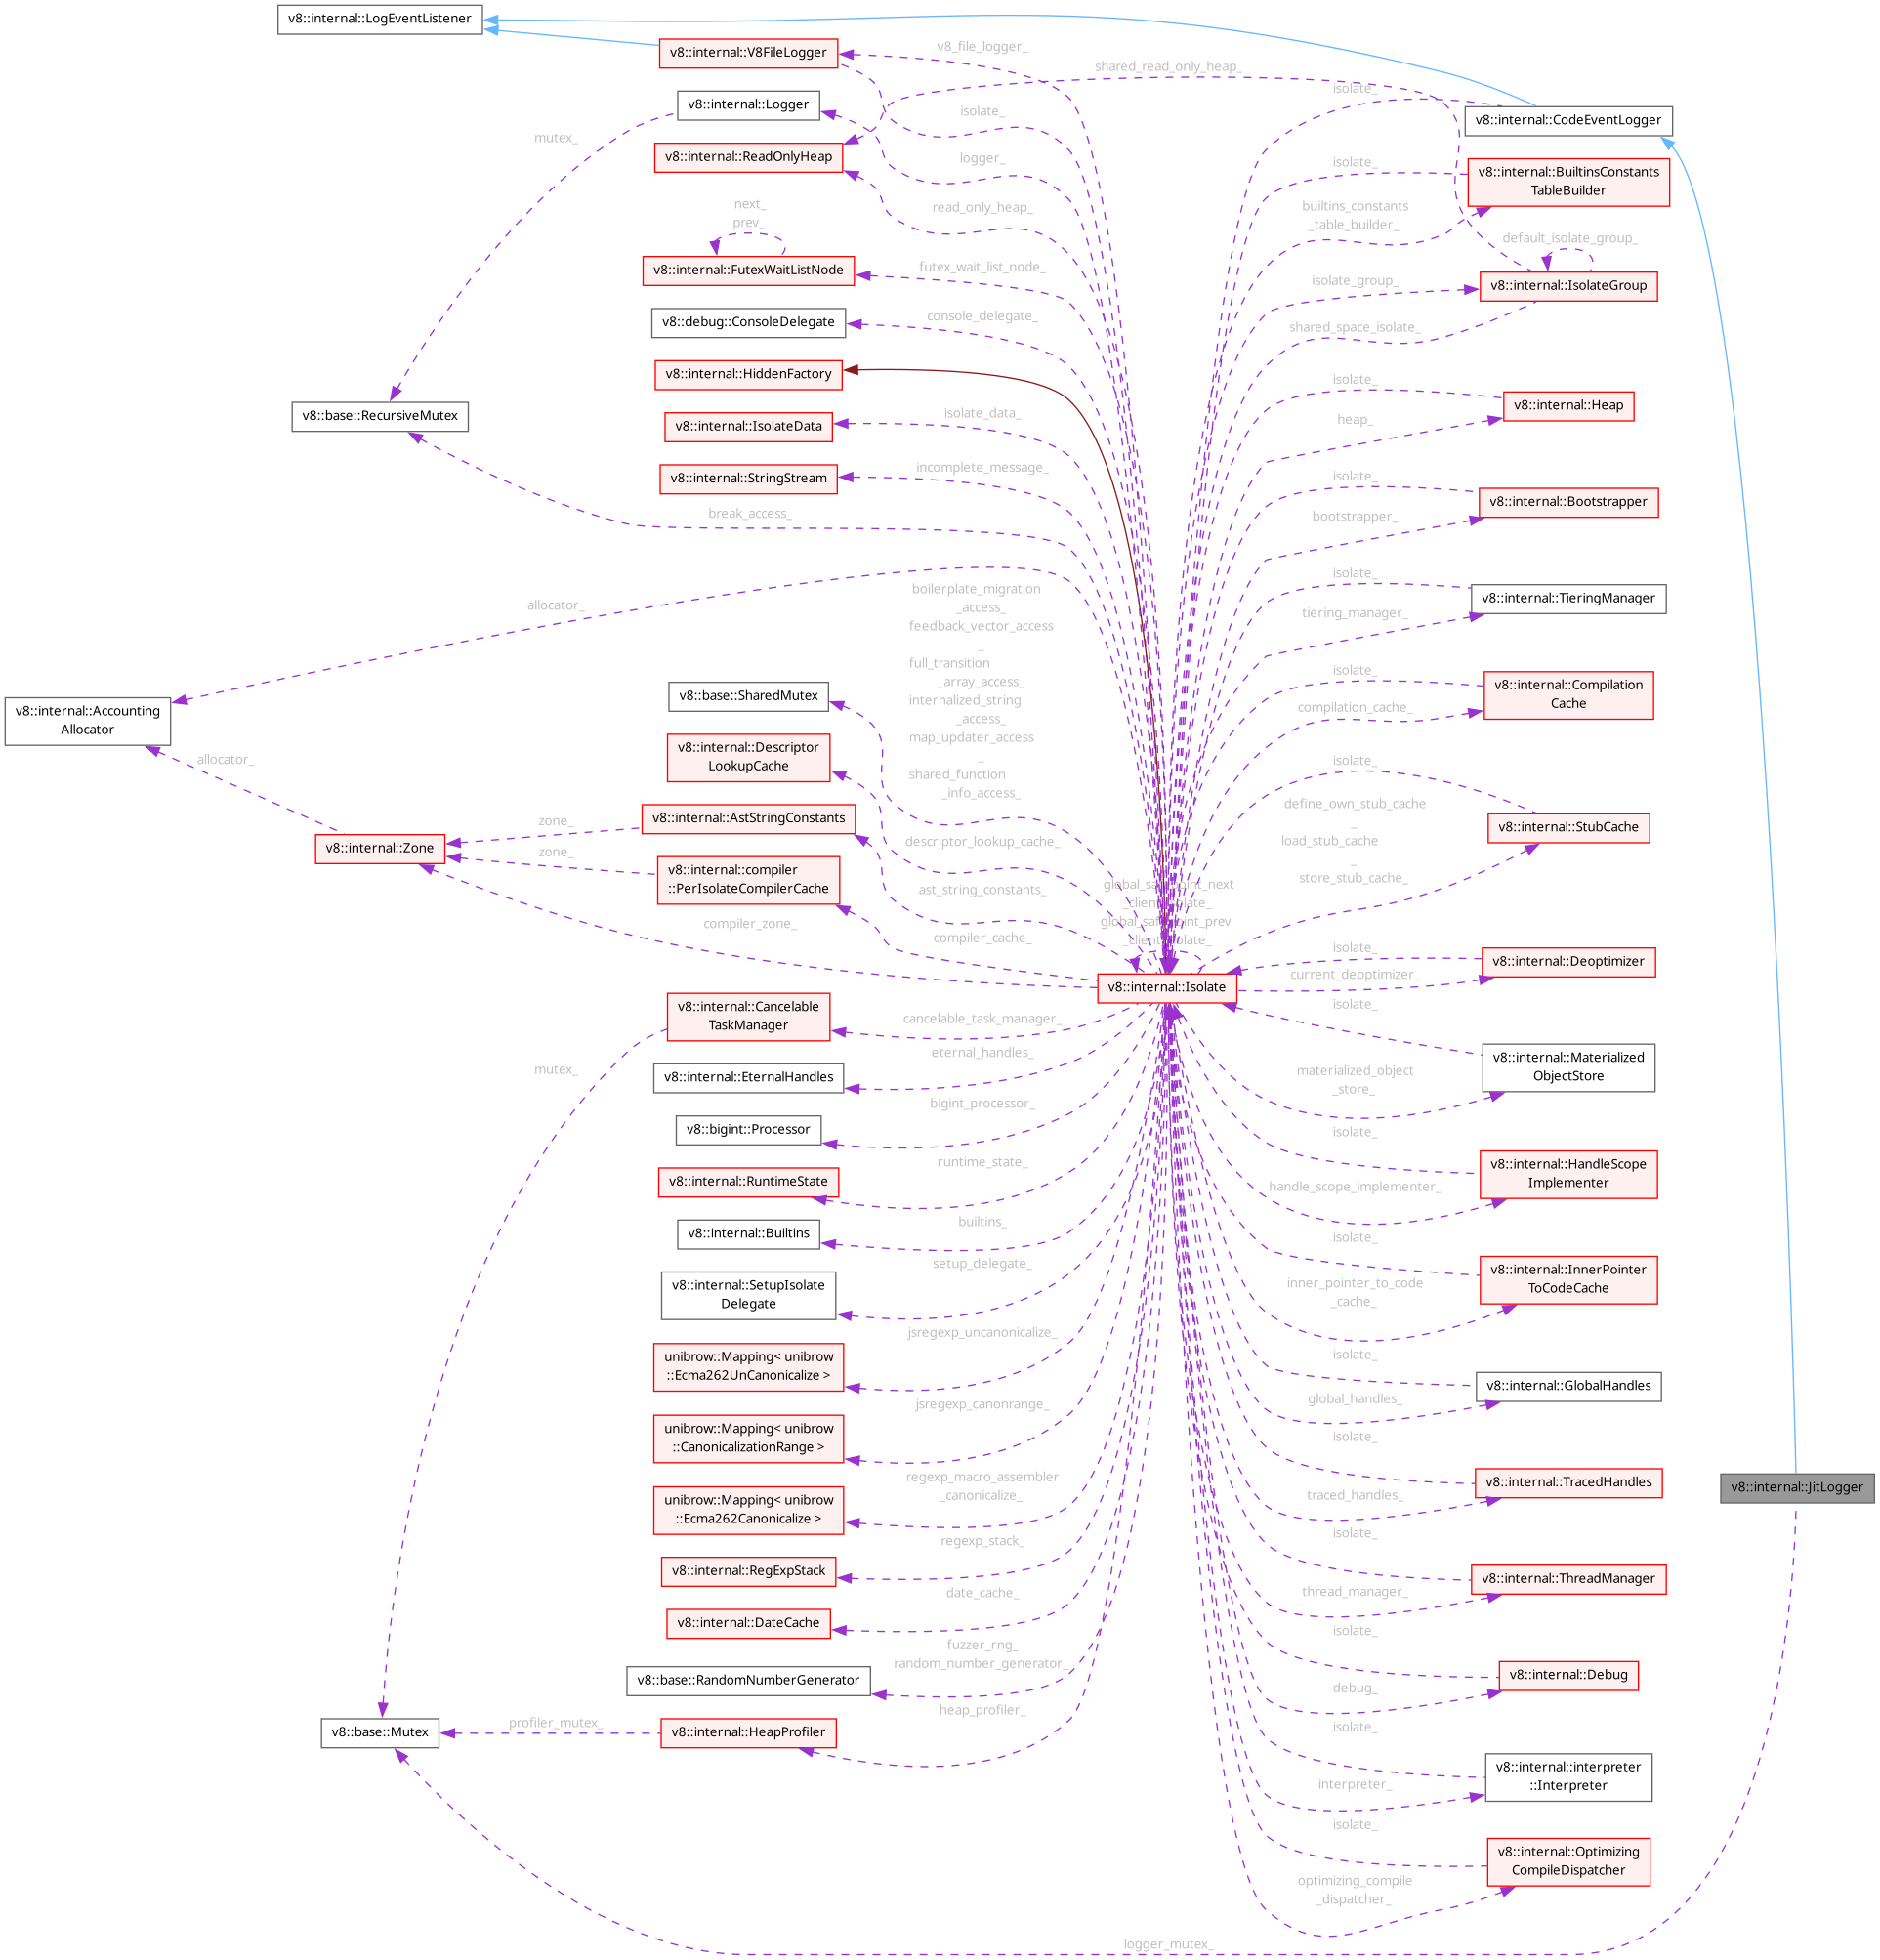 v8::internal::LogEventListener
v8::internal::V8FileLogger
v8_file_logger_
shared_read_only_heap_
isolate_
v8::internal::Logger
isolate_
v8::internal::CodeEventLogger
mutex_
v8::internal::ReadOnlyHeap
logger_
isolate_
v8::internal::BuiltinsConstants
TableBuilder
next_
prev_
read_only_heap_
builtins_constants
_table_builder_
default_isolate_group_
v8::internal::FutexWaitListNode
futex_wait_list_node_
isolate_group_
v8::internal::IsolateGroup
v8::debug::ConsoleDelegate
console_delegate_
shared_space_isolate_
v8::internal::HiddenFactory
isolate_
v8::internal::Heap
v8::base::RecursiveMutex
v8::internal::IsolateData
isolate_data_
heap_
v8::internal::StringStream
incomplete_message_
isolate_
v8::internal::Bootstrapper
break_access_
bootstrapper_
allocator_
boilerplate_migration
_access_
feedback_vector_access
_
full_transition
_array_access_
internalized_string
_access_
map_updater_access
_
shared_function
_info_access_
isolate_
v8::internal::TieringManager
tiering_manager_
v8::internal::Accounting
Allocator
v8::base::SharedMutex
isolate_
v8::internal::Compilation
Cache
compilation_cache_
allocator_
v8::internal::Descriptor
LookupCache
isolate_
define_own_stub_cache
_
load_stub_cache
_
store_stub_cache_
v8::internal::StubCache
v8::internal::Zone
zone_
zone_
v8::internal::AstStringConstants
descriptor_lookup_cache_
v8::internal::compiler
::PerIsolateCompilerCache
ast_string_constants_
global_safepoint_next
_client_isolate_
global_safepoint_prev
_client_isolate_
compiler_zone_
compiler_cache_
isolate_
v8::internal::Deoptimizer
current_deoptimizer_
v8::internal::Isolate
v8::internal::Cancelable
TaskManager
cancelable_task_manager_
isolate_
mutex_
v8::internal::EternalHandles
eternal_handles_
v8::internal::Materialized
ObjectStore
materialized_object
_store_
v8::bigint::Processor
bigint_processor_
isolate_
v8::internal::RuntimeState
runtime_state_
v8::internal::HandleScope
Implementer
handle_scope_implementer_
v8::internal::Builtins
builtins_
isolate_
v8::internal::SetupIsolate
Delegate
setup_delegate_
v8::internal::InnerPointer
ToCodeCache
inner_pointer_to_code
_cache_
unibrow::Mapping< unibrow
::Ecma262UnCanonicalize >
jsregexp_uncanonicalize_
isolate_
v8::internal::GlobalHandles
global_handles_
unibrow::Mapping< unibrow
::CanonicalizationRange >
jsregexp_canonrange_
isolate_
v8::internal::TracedHandles
traced_handles_
v8::internal::JitLogger
unibrow::Mapping< unibrow
::Ecma262Canonicalize >
regexp_macro_assembler
_canonicalize_
isolate_
v8::internal::RegExpStack
regexp_stack_
v8::internal::ThreadManager
thread_manager_
v8::internal::DateCache
date_cache_
isolate_
v8::base::RandomNumberGenerator
fuzzer_rng_
random_number_generator_
v8::internal::Debug
debug_
v8::base::Mutex
profiler_mutex_
v8::internal::HeapProfiler
heap_profiler_
isolate_
v8::internal::interpreter
::Interpreter
interpreter_
isolate_
v8::internal::Optimizing
CompileDispatcher
optimizing_compile
_dispatcher_
logger_mutex_